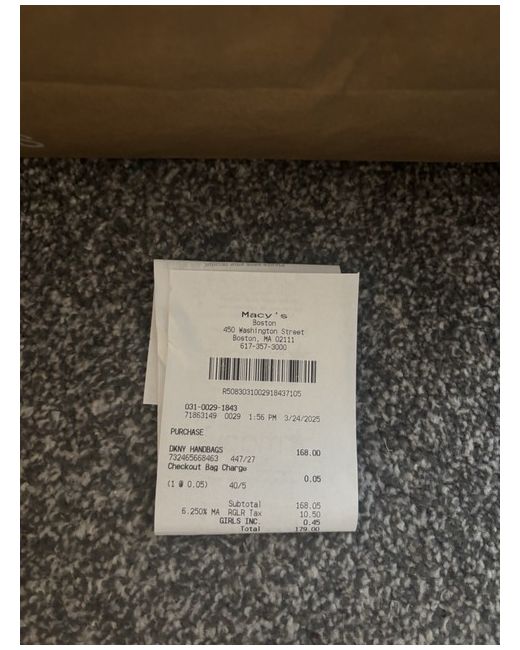 Macy's
Boston
450 Washington Street
Boston, MA 02111
617-357-3000
R5083031002918437105
031-0029-1843
71863149 0029 1:56 PM 3/24/2025
PURCHASE
DKNY HANDBAGS 168.00
732465668463 447/27
Checkout Bag Charge
0.05
(1 @ 0.05) 40/5
Subtotal 168.05
6.250% MA RGLR Tax 10.50
GIRLS INC. 0.45
Total 179.00